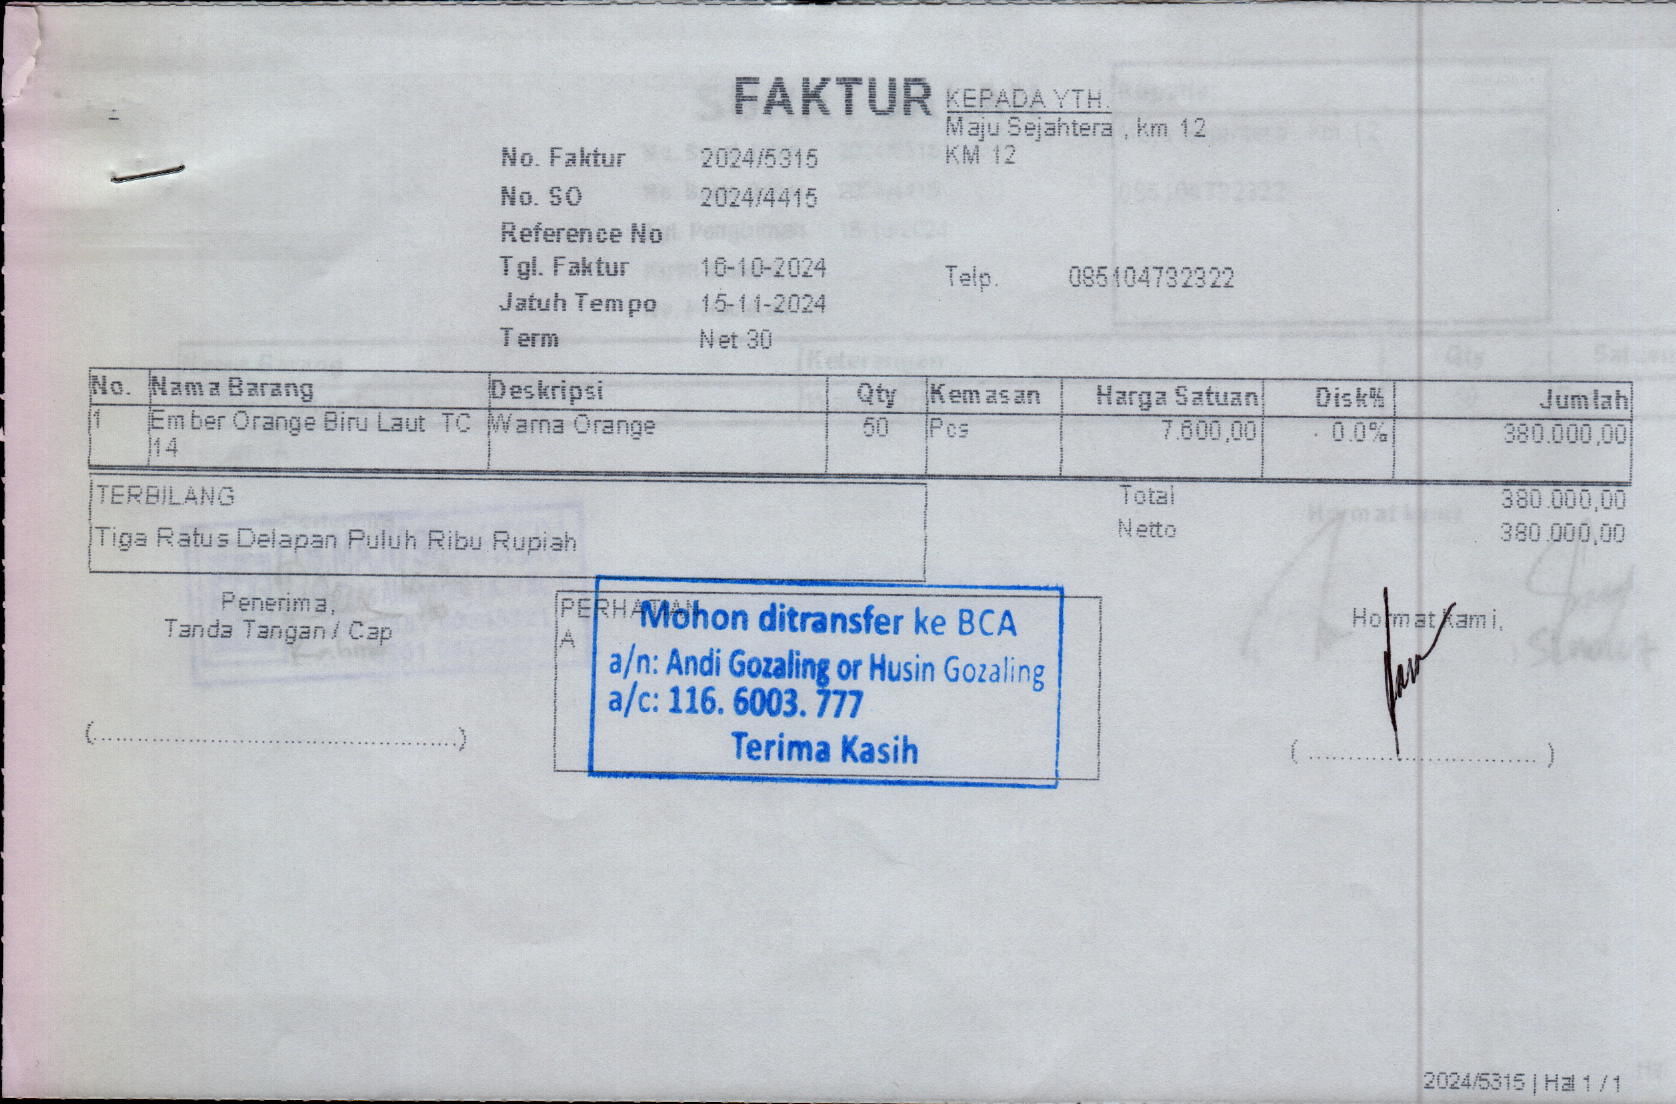 FAKTUR
KEPADA YTH.
Maju Sejahtera , km 12
KM 12
No. Faktur 2024/5315
No. SO 2024/4415
Reference No
Tgl. Faktur 16-10-2024
Telp. 085104732322
Jatuh Tempo 15-11-2024
Term Net 30
No. Nama Barang Deskripsi Qty Kemasan Harga Satuan Disk% Jumlah
1 Ember Orange Biru Laut TC Warna Orange 50 Pcs 7.600,00 0.0% 380.000,00
14
TERBILANG
Total 380.000,00
Tiga Ratus Delapan Puluh Ribu Rupiah
Netto 380.000,00
Penerima,
Tanda Tangan / Cap
PERHATIAN
A
Mohon ditransfer ke BCA
a/n: Andi Gozaling or Husin Gozaling
a/c: 116. 6003. 777
Terima Kasih
Hormat Kami,
(..........................................)
(............................)
2024/5315 | Hal 1 / 1